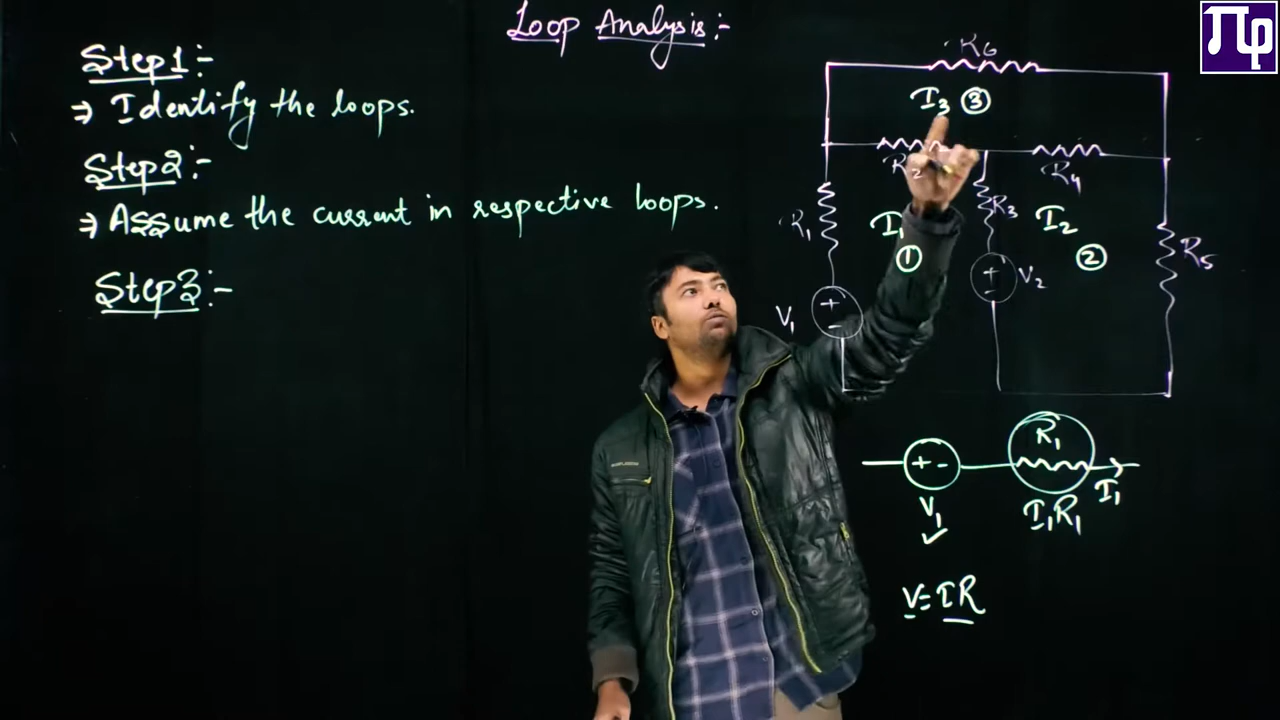 Loop Analysis:-
Step1:-
⇒ Identify the loops.
Step2:-
⇒ Assume the current in respective loops.
Step3:-
πφ
R6
I3 ③
R2
R4
R1
I1
①
R3
I2
②
R5
V1
+
-
+
-
V2
+ -
V1
✓
R1
I1
I1R1
V=IR